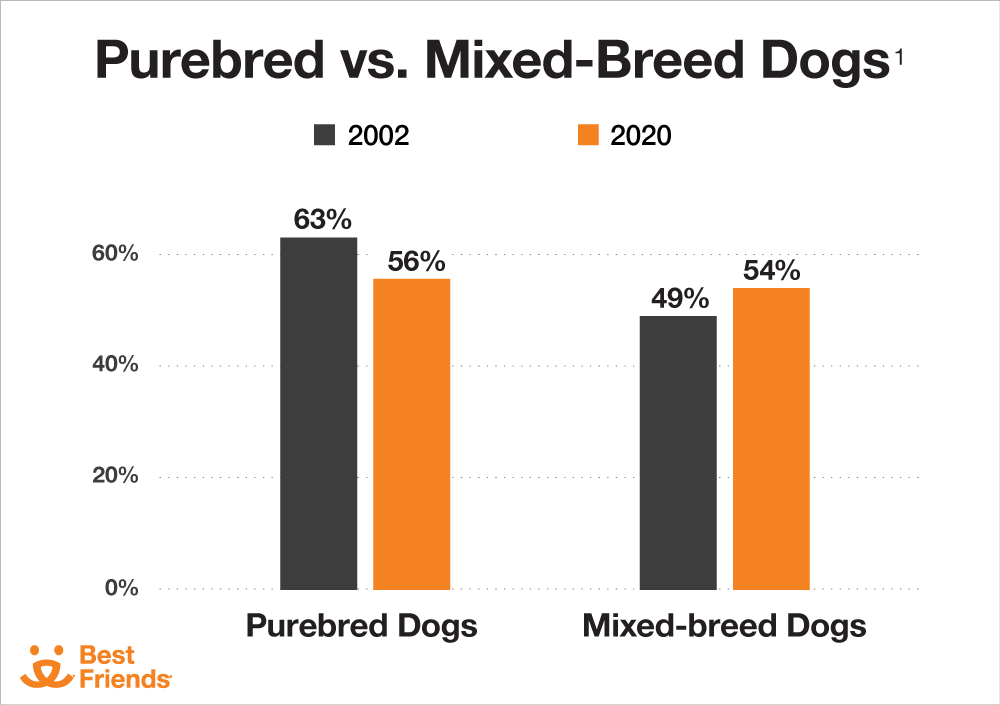 Purebred vs. Mixed-Breed Dogs¹
2002 2020
63%
60%
56%
54%
49%
40%
20%
0%
Purebred Dogs Mixed-breed Dogs
Best
Friends